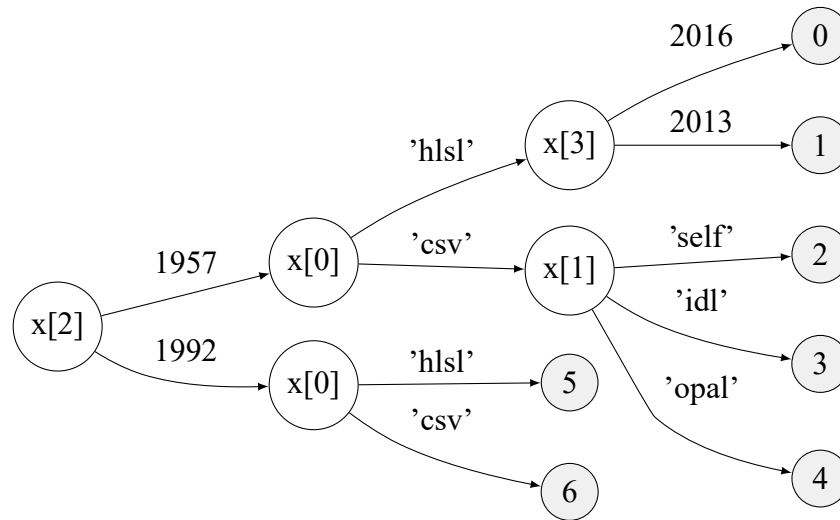 2016
0
2013
1
x[3]
’hlsl’
1957
x[0]
’csv’
x[1]
’self’
2
’idl’
3
’opal’
4
x[2]
1992
x[0]
’hlsl’
5
’csv’
6